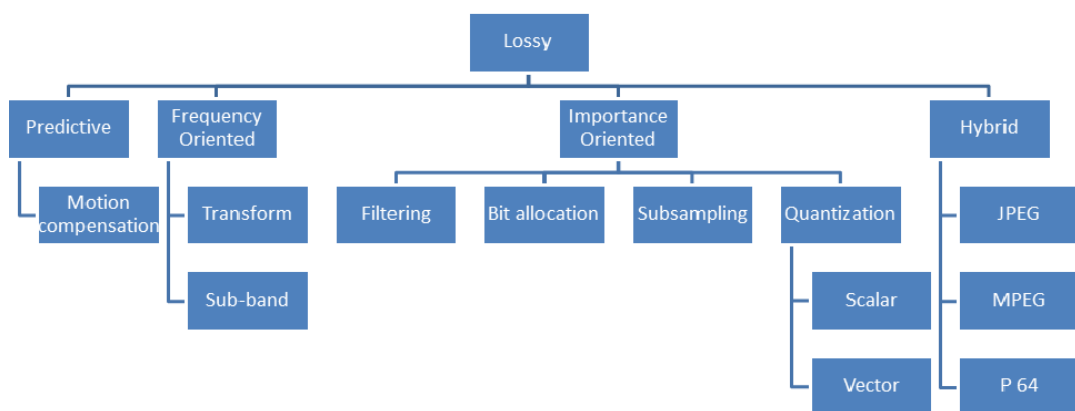 Lossy
Predictive
Frequency
Oriented
Importance
Oriented
Hybrid
Motion
compensation
Transform
Filtering
Bit allocation
Subsampling
Quantization
JPEG
Sub-band
Scalar
MPEG
Vector
P 64